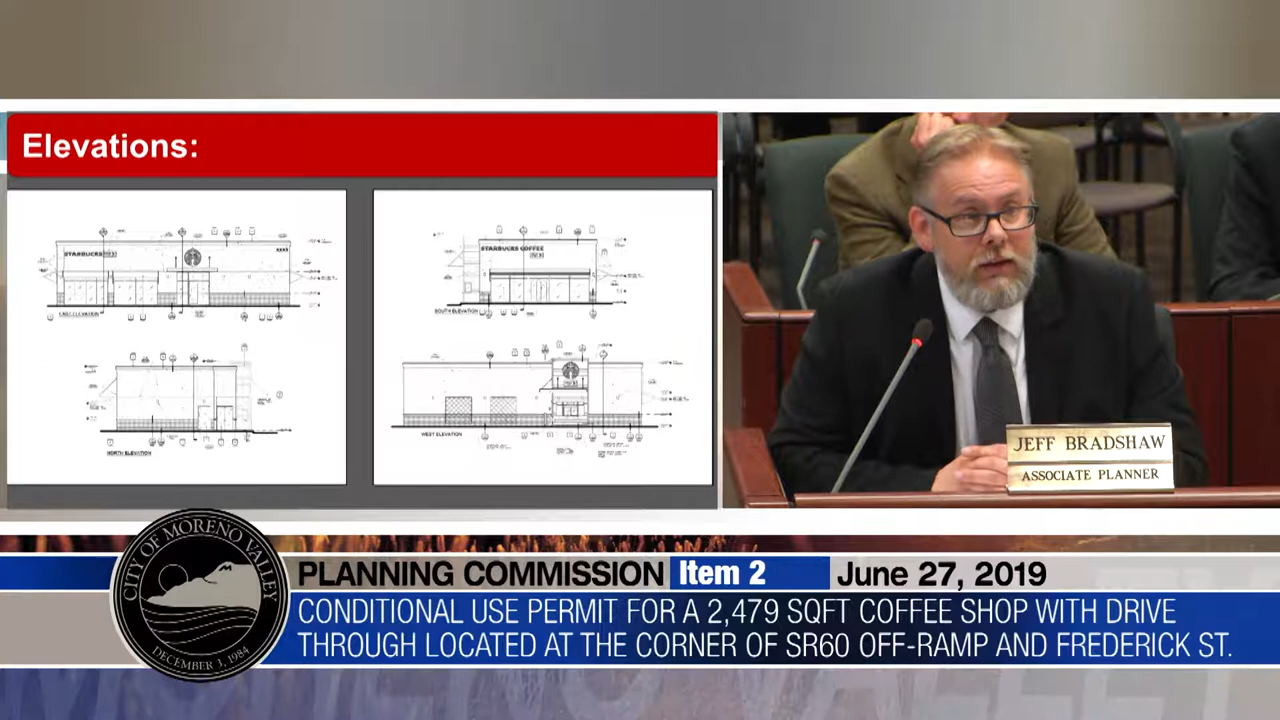 Elevations:
STARBUCKS
EAST ELEVATION
NORTH ELEVATION
STARBUCKS COFFEE
SOUTH ELEVATION
WEST ELEVATION
JEFF BRADSHAW
ASSOCIATE PLANNER
CITY OF MORENO VALLEY
DECEMBER 3, 1984
PLANNING COMMISSION Item 2 June 27, 2019
CONDITIONAL USE PERMIT FOR A 2,479 SQFT COFFEE SHOP WITH DRIVE
THROUGH LOCATED AT THE CORNER OF SR60 OFF-RAMP AND FREDERICK ST.